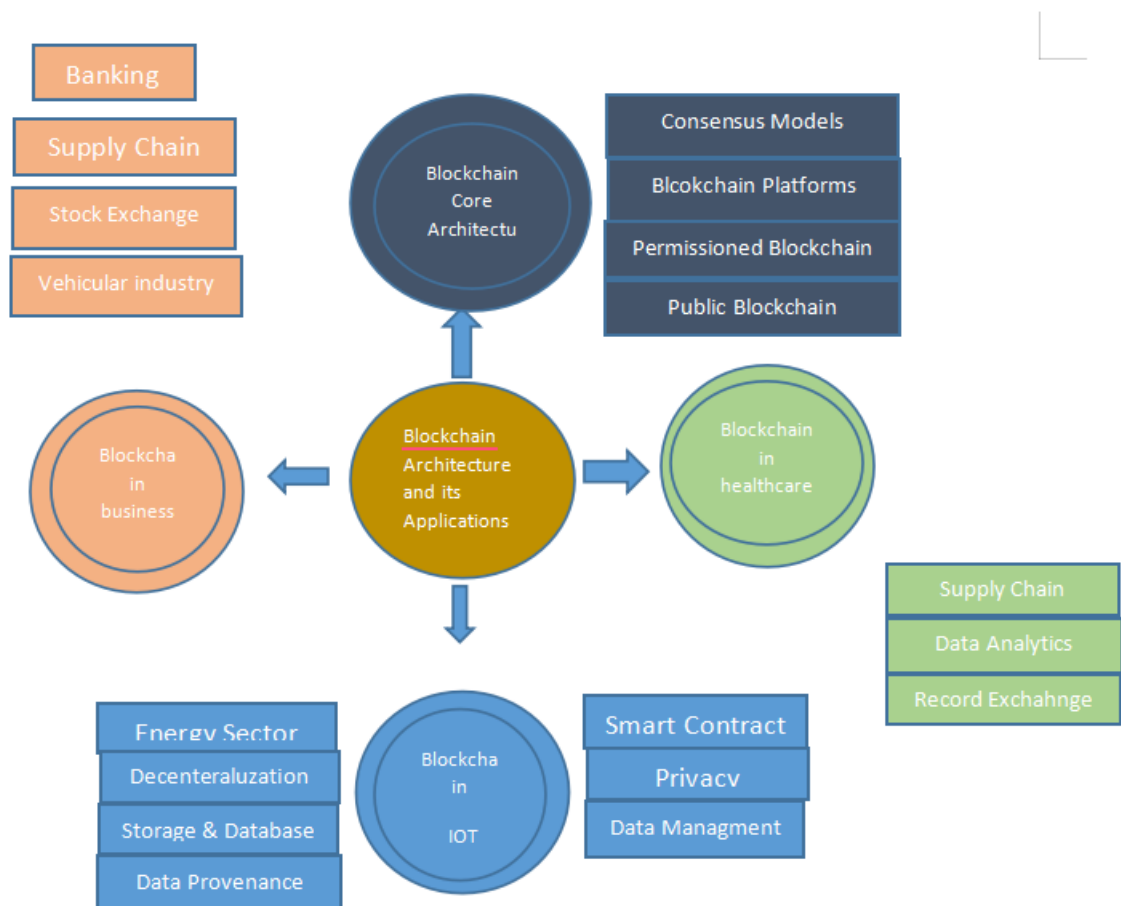 Banking
Supply Chain
Stock Exchange
Vehicular industry
Blockchain
Core
Architectu
Consensus Models
Blcokchain Platforms
Permissioned Blockchain
Public Blockchain
Blockcha
in
business
Blockchain
Architecture
and its
Applications
Blockchain
in
healthcare
Supply Chain
Data Analytics
Record Exchahnge
Energy Sector
Decenteraluzation
Storage & Database
Data Provenance
Blockcha
in
IOT
Smart Contract
Privacy
Data Managment